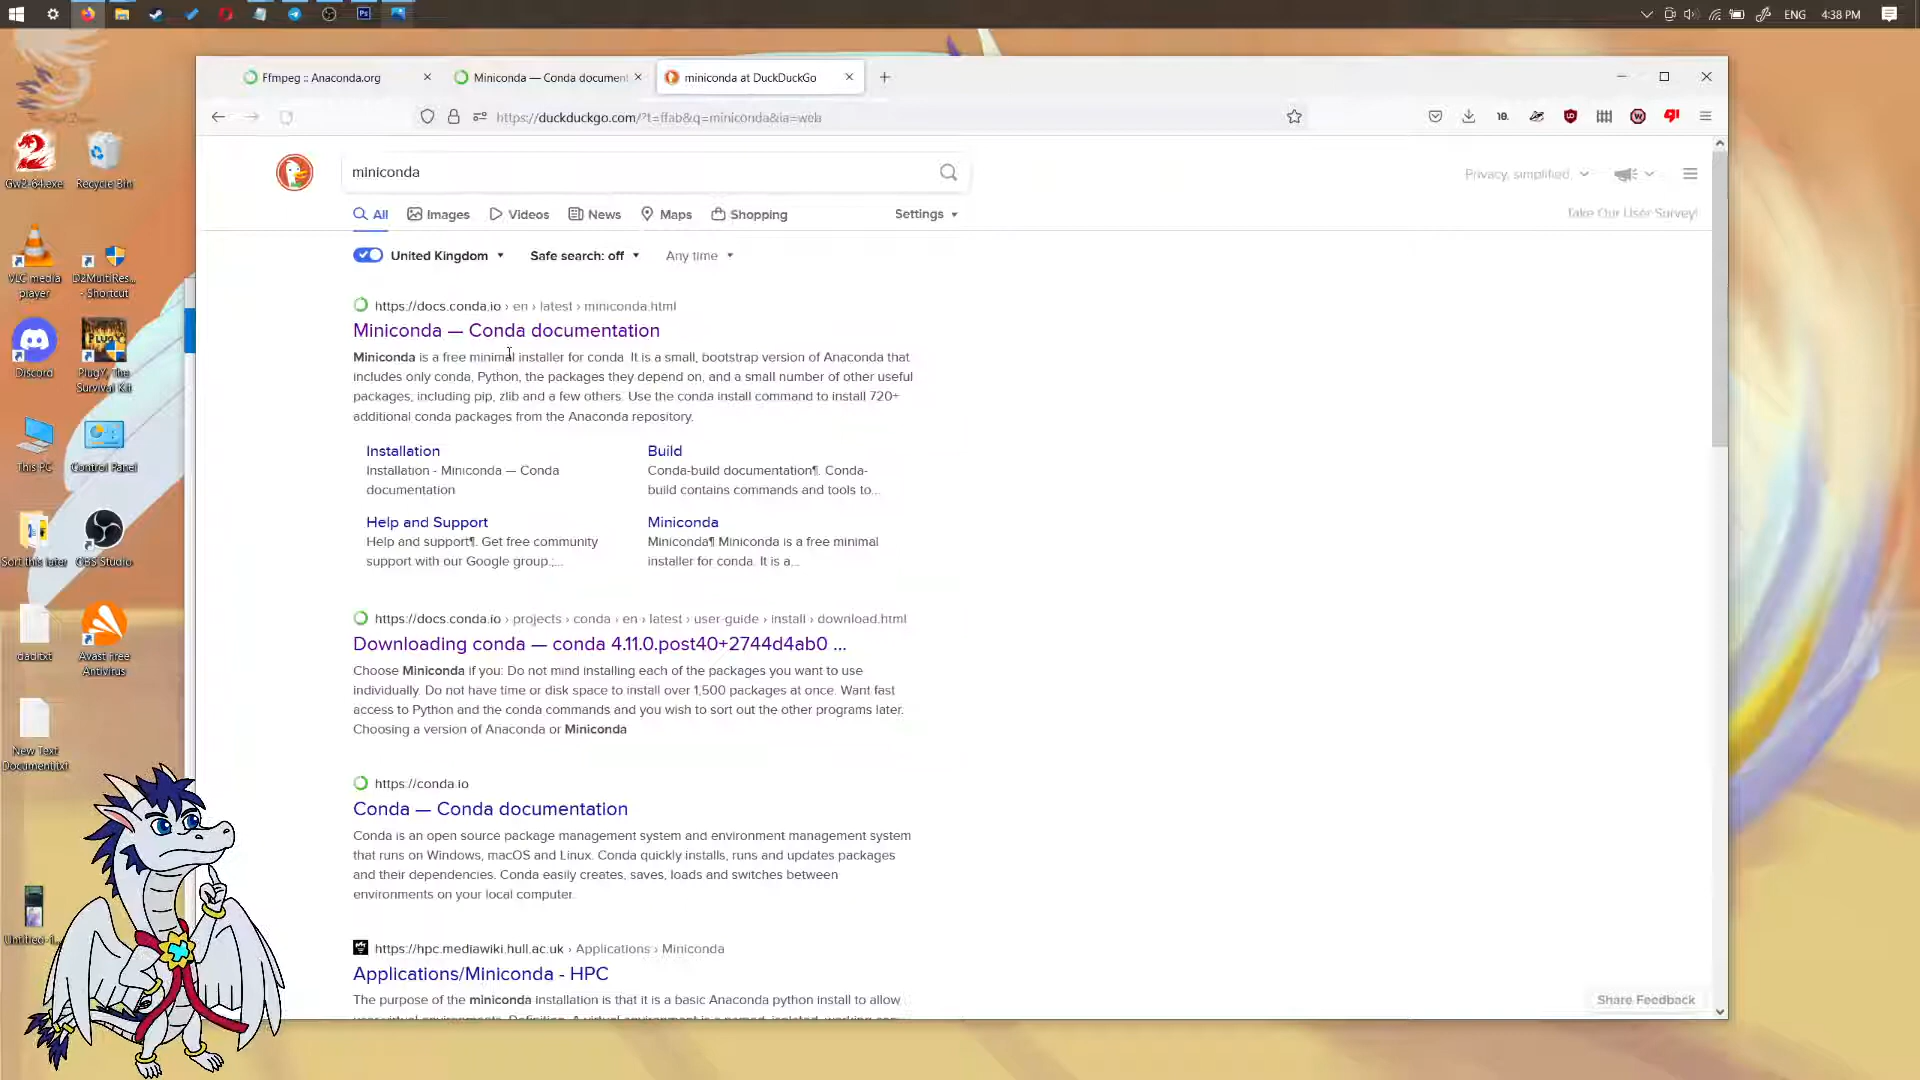 ENG
4:38 PM
Ffmpeg :: Anaconda.org
Miniconda — Conda document
miniconda at DuckDuckGo
https://duckduckgo.com/?t=ffab&q=miniconda&ia=web
miniconda
Privacy, simplified.
All
Images
Videos
News
Maps
Shopping
Settings
Take Our User Survey!
United Kingdom
Safe search: off
Any time
https://docs.conda.io › en › latest › miniconda.html
Miniconda — Conda documentation
Miniconda is a free minimal installer for conda. It is a small, bootstrap version of Anaconda that
includes only conda, Python, the packages they depend on, and a small number of other useful
packages, including pip, zlib and a few others. Use the conda install command to install 720+
additional conda packages from the Anaconda repository.
Installation
Installation - Miniconda — Conda
documentation
Build
Conda-build documentation¶. Conda-
build contains commands and tools to...
Help and Support
Help and support¶. Get free community
support with our Google group.;...
Miniconda
Miniconda¶ Miniconda is a free minimal
installer for conda. It is a...
https://docs.conda.io › projects › conda › en › latest › user-guide › install › download.html
Downloading conda — conda 4.11.0.post40+2744d4ab0 ...
Choose Miniconda if you: Do not mind installing each of the packages you want to use
individually. Do not have time or disk space to install over 1,500 packages at once. Want fast
access to Python and the conda commands and you wish to sort out the other programs later.
Choosing a version of Anaconda or Miniconda
https://conda.io
Conda — Conda documentation
Conda is an open source package management system and environment management system
that runs on Windows, macOS and Linux. Conda quickly installs, runs and updates packages
and their dependencies. Conda easily creates, saves, loads and switches between
environments on your local computer.
https://hpc.mediawiki.hull.ac.uk › Applications › Miniconda
Applications/Miniconda - HPC
The purpose of the miniconda installation is that it is a basic Anaconda python install to allow
Share Feedback
Gw2-64.exe
Recycle Bin
VLC media
player
D2MultiRes...
- Shortcut
Discord
PlugY, The
Survival Kit
This PC
Control Panel
Sort this later
OBS Studio
Avast Free
Antivirus
New Text
Document.txt
Untitled-1...